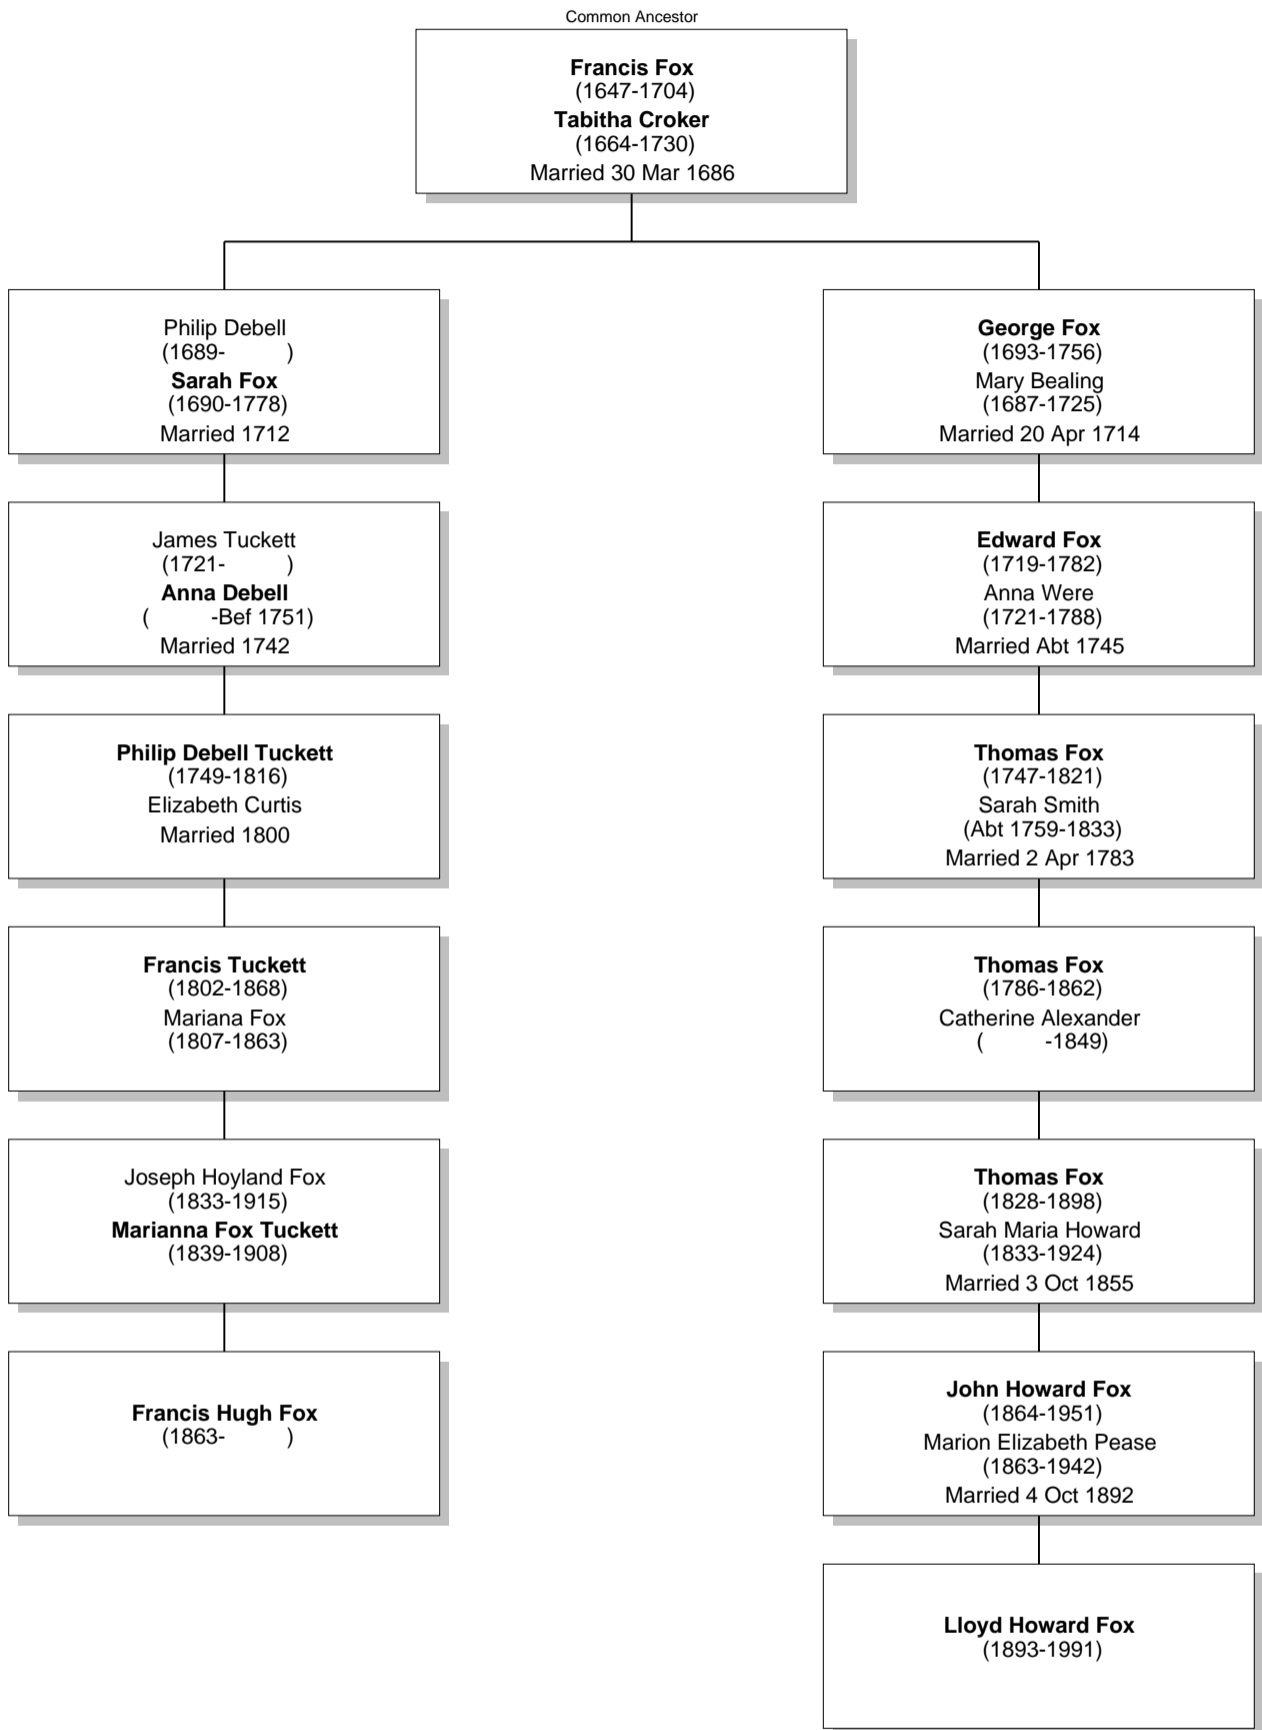 Common Ancestor
Francis Fox
(1647-1704)
Tabitha Croker
(1664-1730)
Married 30 Mar 1686
Philip Debell
(1689- )
Sarah Fox
(1690-1778)
Married 1712
George Fox
(1693-1756)
Mary Bealing
(1687-1725)
Married 20 Apr 1714
James Tuckett
(1721- )
Anna Debell
( -Bef 1751)
Married 1742
Edward Fox
(1719-1782)
Anna Were
(1721-1788)
Married Abt 1745
Philip Debell Tuckett
(1749-1816)
Elizabeth Curtis
Married 1800
Thomas Fox
(1747-1821)
Sarah Smith
(Abt 1759-1833)
Married 2 Apr 1783
Francis Tuckett
(1802-1868)
Mariana Fox
(1807-1863)
Thomas Fox
(1786-1862)
Catherine Alexander
( -1849)
Joseph Hoyland Fox
(1833-1915)
Marianna Fox Tuckett
(1839-1908)
Thomas Fox
(1828-1898)
Sarah Maria Howard
(1833-1924)
Married 3 Oct 1855
Francis Hugh Fox
(1863- )
John Howard Fox
(1864-1951)
Marion Elizabeth Pease
(1863-1942)
Married 4 Oct 1892
Lloyd Howard Fox
(1893-1991)